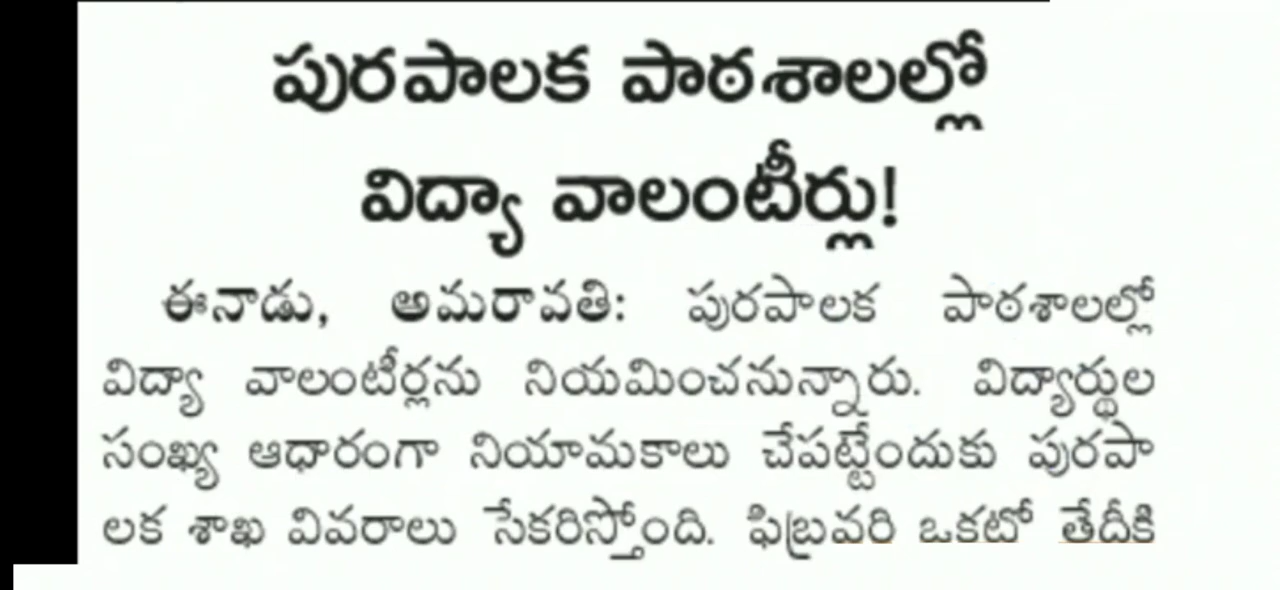 పురపాలక పాఠశాలల్లో
విద్యా వాలంటీర్లు!
ఈనాడు, అమరావతి: పురపాలక పాఠశాలల్లో
విద్యా వాలంటీర్లను నియమించనున్నారు. విద్యార్థుల
సంఖ్య ఆధారంగా నియామకాలు చేపట్టేందుకు పురపా
లక శాఖ వివరాలు సేకరిస్తోంది. ఫిబ్రవరి ఒకటో తేదీకి